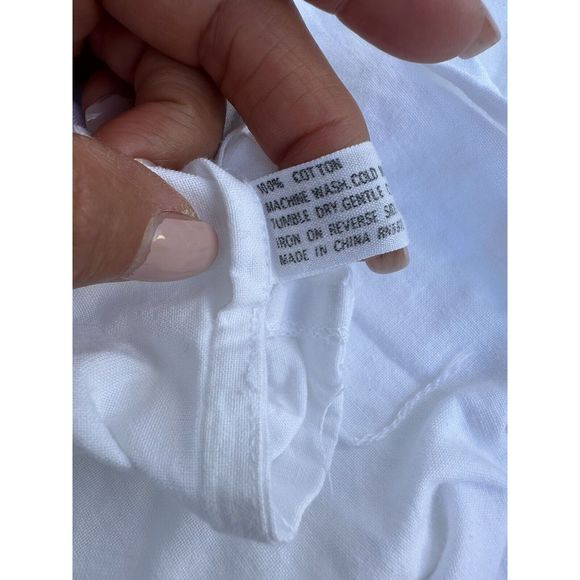 100% COTTON
MACHINE WASH. COLD
TUMBLE DRY GENTLE
IRON ON REVERSE
MADE IN CHINA